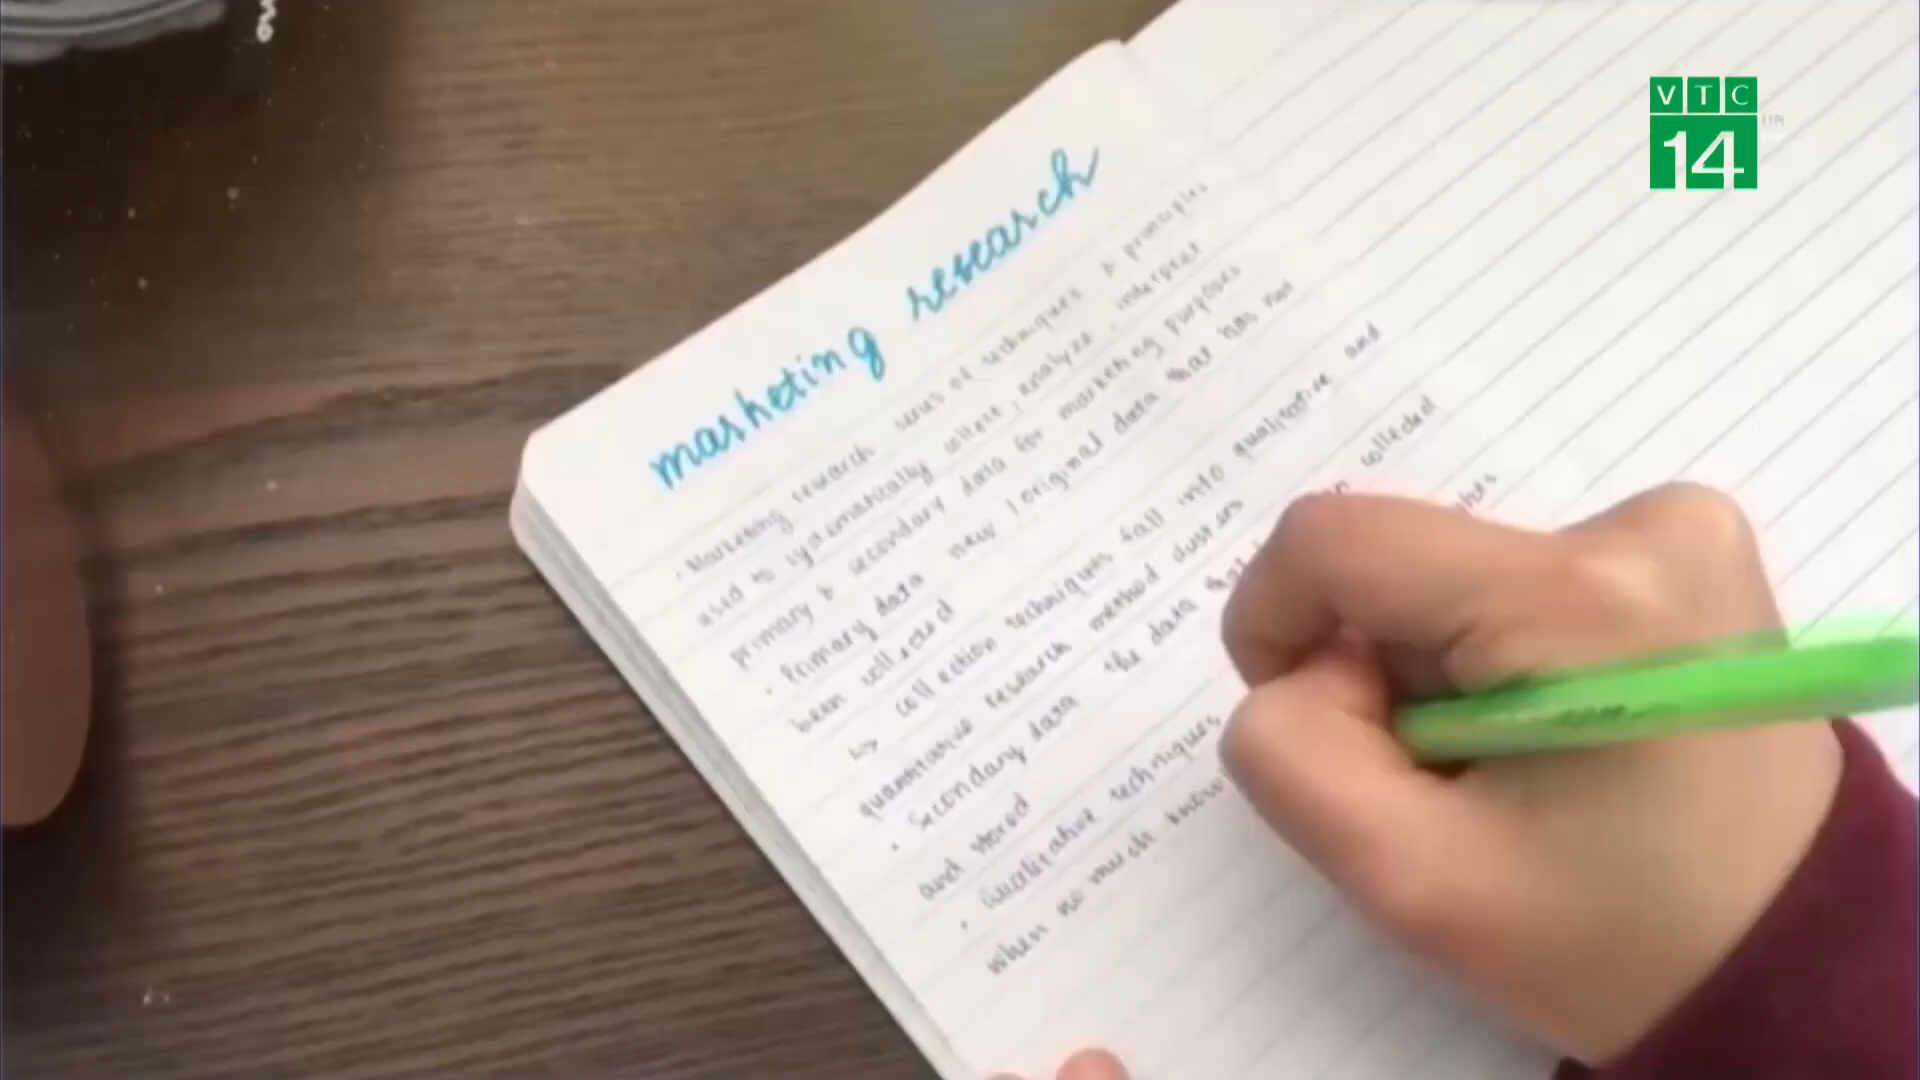 VTC
14
marketing research
. Marketing research series of techniques & principles
used to systematically collect, analyze, interpret
primary & secondary data for marketing purposes
. Primary data new / original data that has not
been collected
↳ collection techniques fall into qualitative and
quantitative research method clusters
. Secondary data the data that collected
and stored
. Qualitative techniques
when no much know